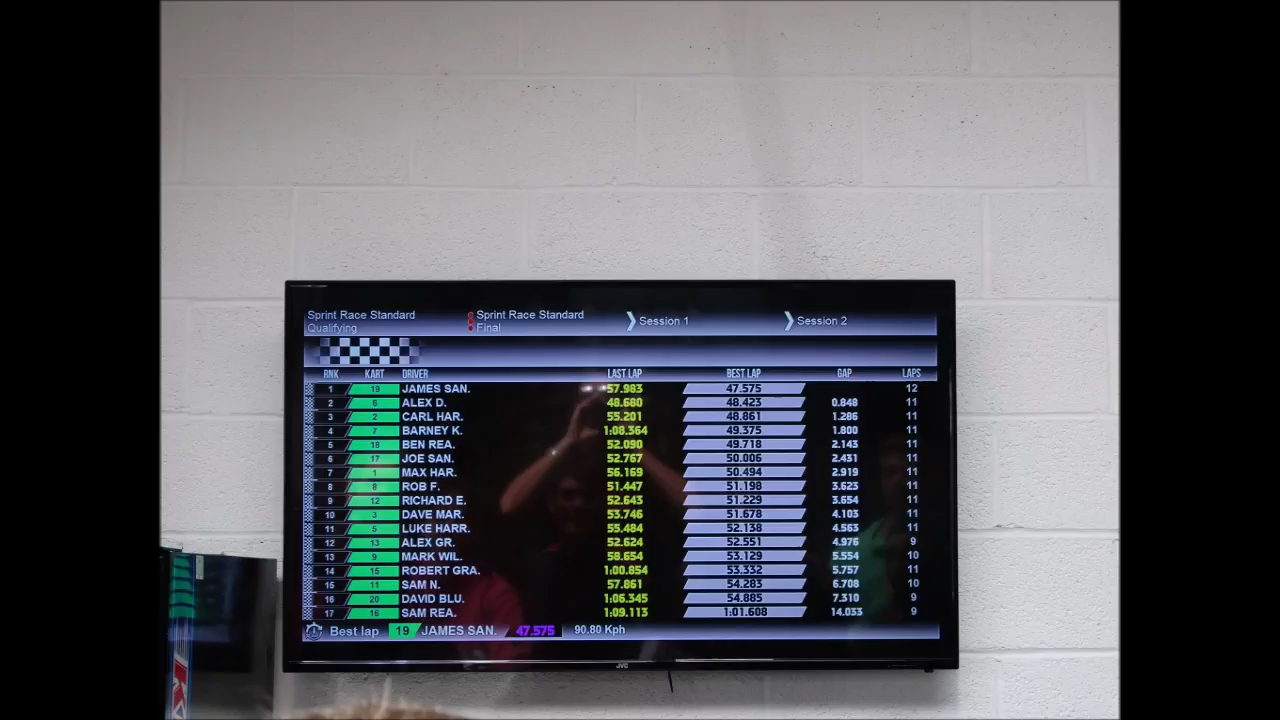 Sprint Race Standard Qualifying
Sprint Race Standard Final
Session 1
Session 2
RNK KART DRIVER LAST LAP BEST LAP GAP LAPS
1 19 JAMES SAN. 57.983 47.575 12
2 6 ALEX D. 48.680 48.423 0.848 11
3 2 CARL HAR. 55.201 48.861 1.286 11
4 7 BARNEY K. 1:08.364 49.375 1.800 11
5 18 BEN REA. 52.090 49.718 2.143 11
6 17 JOE SAN. 52.767 50.006 2.431 11
7 1 MAX HAR. 56.169 50.494 2.919 11
8 8 ROB F. 51.447 51.198 3.623 11
9 12 RICHARD E. 52.643 51.229 3.654 11
10 3 DAVE MAR. 53.746 51.678 4.103 11
11 5 LUKE HARR. 55.484 52.138 4.563 11
12 13 ALEX GR. 52.624 52.551 4.976 9
13 9 MARK WIL. 58.654 53.129 5.554 10
14 15 ROBERT GRA. 1:00.854 53.332 5.757 11
15 11 SAM N. 57.861 54.283 6.708 10
16 20 DAVID BLU. 1:06.345 54.885 7.310 9
17 16 SAM REA. 1:09.113 1:01.608 14.033 9
Best lap 19 JAMES SAN. 47.575 90.80 Kph
JVC